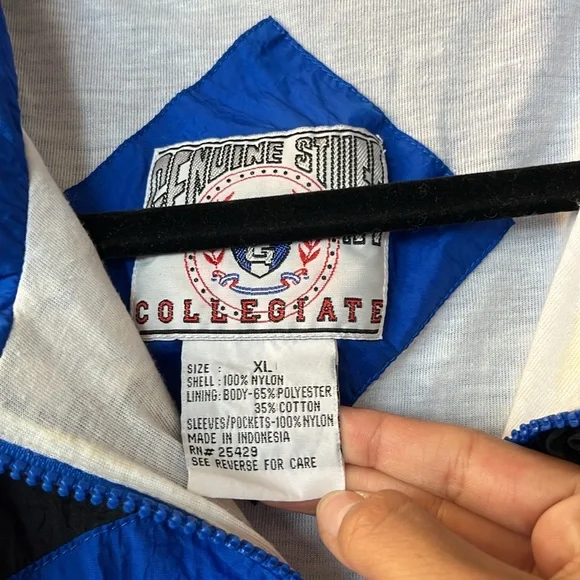 GENUINE STUFF
COLLEGIATE
SIZE : XL
SHELL : 100% NYLON
LINING: BODY-65% POLYESTER
35% COTTON
SLEEVES/POCKETS-100% NYLON
MADE IN INDONESIA
RN# 25429
SEE REVERSE FOR CARE